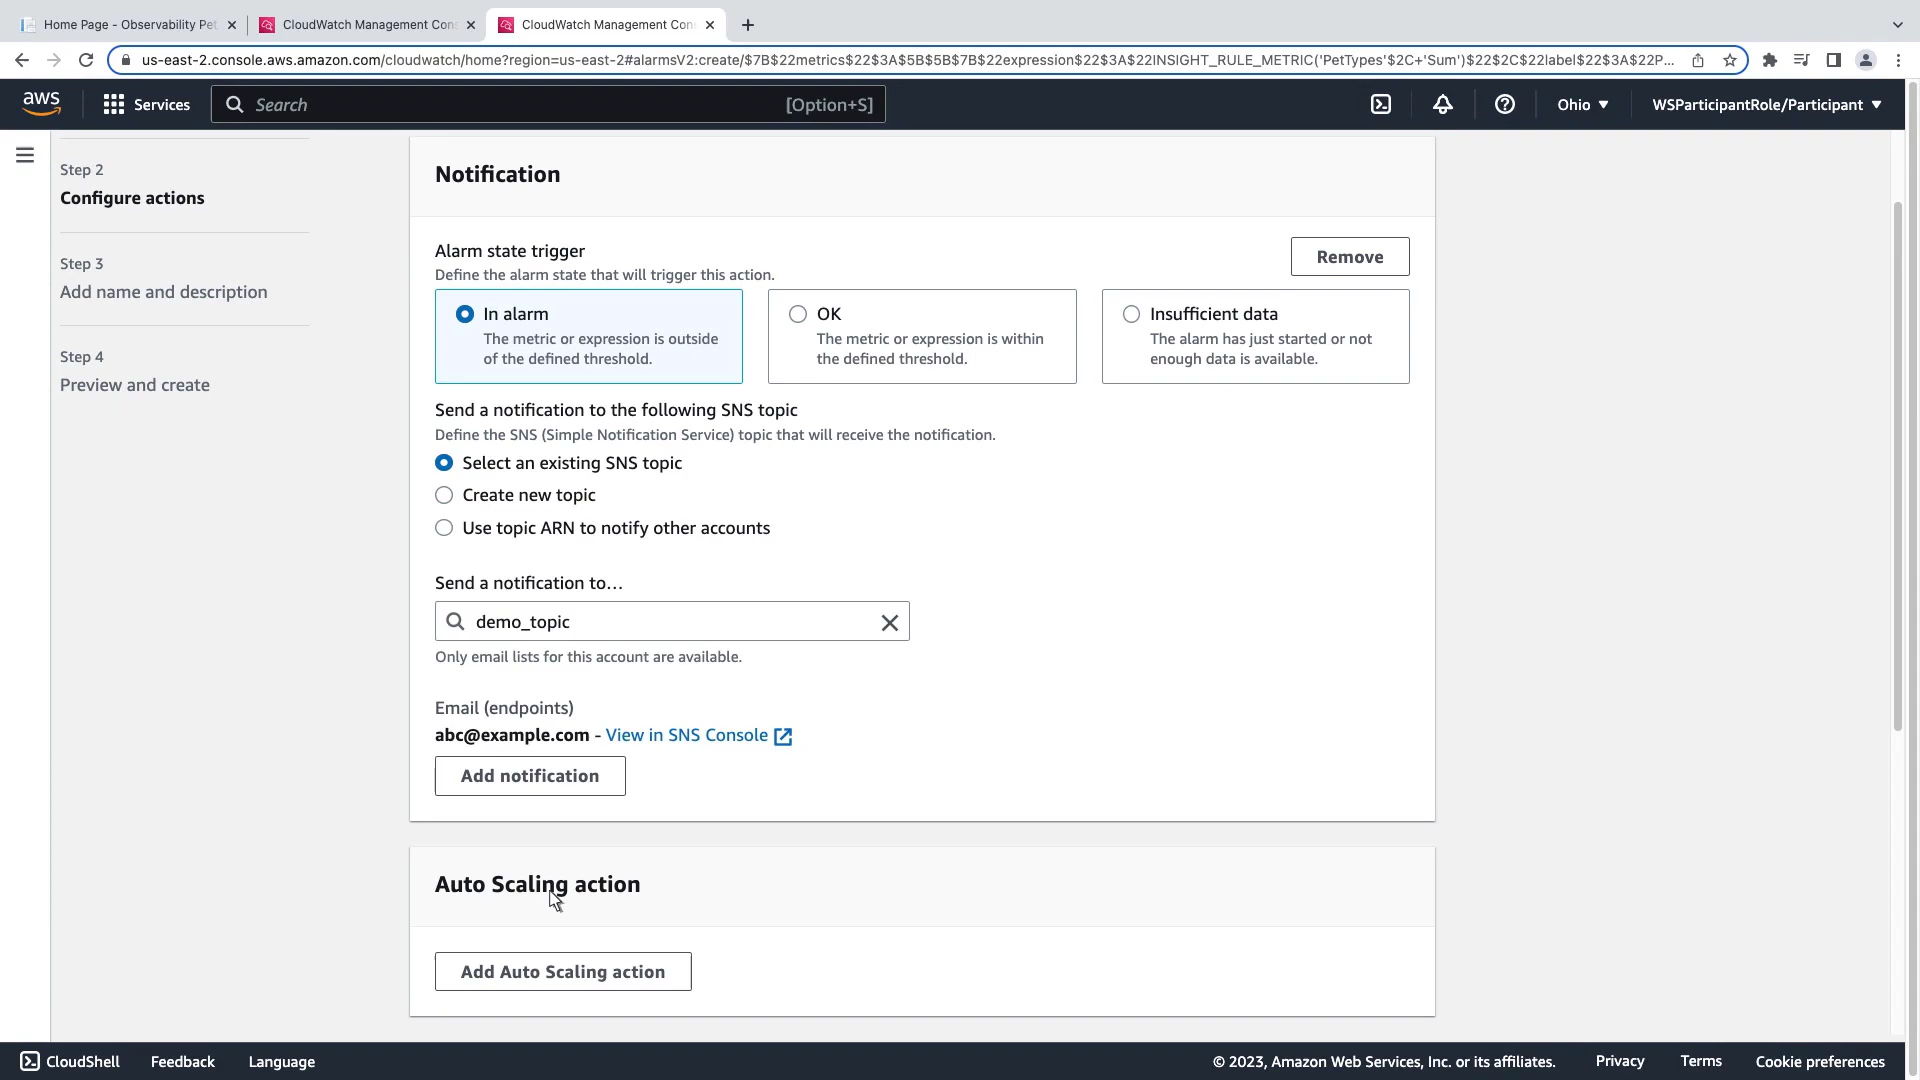 Home Page - Observability Pet
CloudWatch Management Con
CloudWatch Management Con
us-east-2.console.aws.amazon.com/cloudwatch/home?region=us-east-2#alarmsV2:create/$7B$22metrics$22$3A$5B$5B$7B$22expression$22$3A$22INSIGHT_RULE_METRIC('PetTypes'$2C+'Sum')$22$2C$22label$22$3A$22P...
aws
Services
Search
[Option+S]
Ohio
WSParticipantRole/Participant
Step 2
Configure actions
Step 3
Add name and description
Step 4
Preview and create
Notification
Alarm state trigger
Define the alarm state that will trigger this action.
Remove
In alarm
The metric or expression is outside
of the defined threshold.
OK
The metric or expression is within
the defined threshold.
Insufficient data
The alarm has just started or not
enough data is available.
Send a notification to the following SNS topic
Define the SNS (Simple Notification Service) topic that will receive the notification.
Select an existing SNS topic
Create new topic
Use topic ARN to notify other accounts
Send a notification to…
demo_topic
Only email lists for this account are available.
Email (endpoints)
abc@example.com - View in SNS Console
Add notification
Auto Scaling action
Add Auto Scaling action
CloudShell
Feedback
Language
© 2023, Amazon Web Services, Inc. or its affiliates.
Privacy
Terms
Cookie preferences